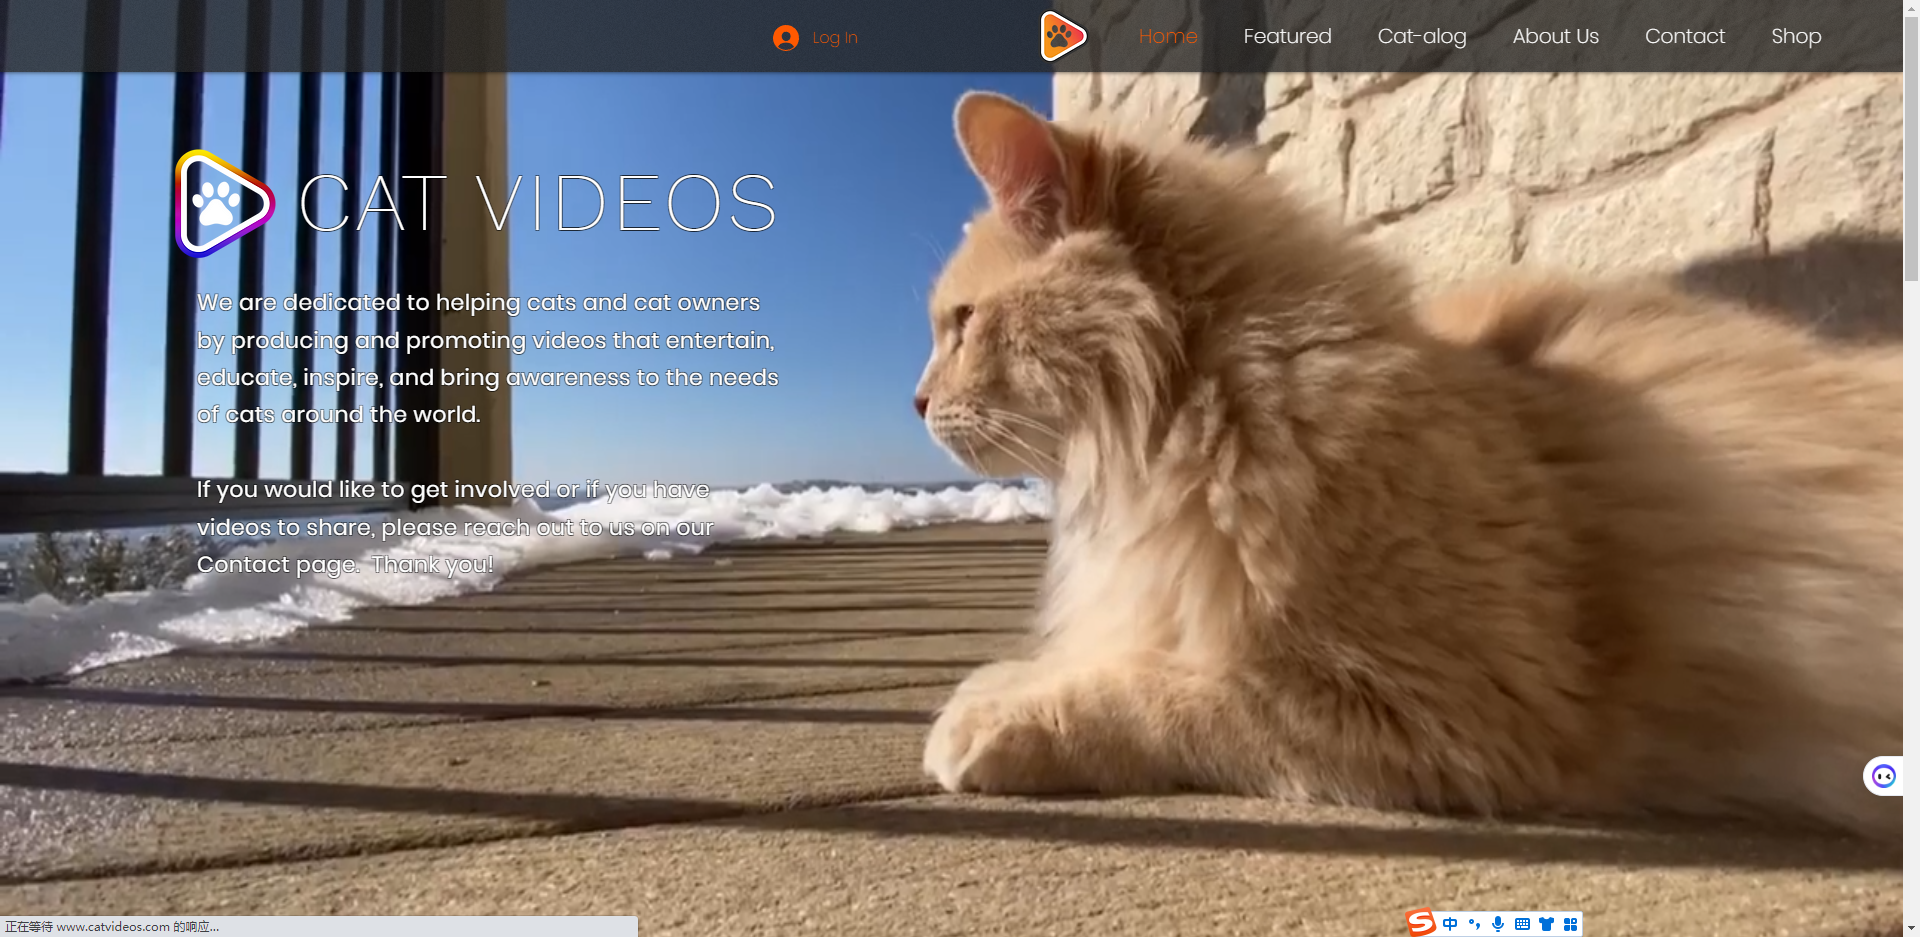 Log In
Home
Featured
Cat-alog
About Us
Contact
Shop
CAT VIDEOS
We are dedicated to helping cats and cat owners
by producing and promoting videos that entertain,
educate, inspire, and bring awareness to the needs
of cats around the world.
If you would like to get involved or if you have
videos to share, please reach out to us on our
Contact page.  Thank you!
正在等待 www.catvideos.com 的响应...
S 中